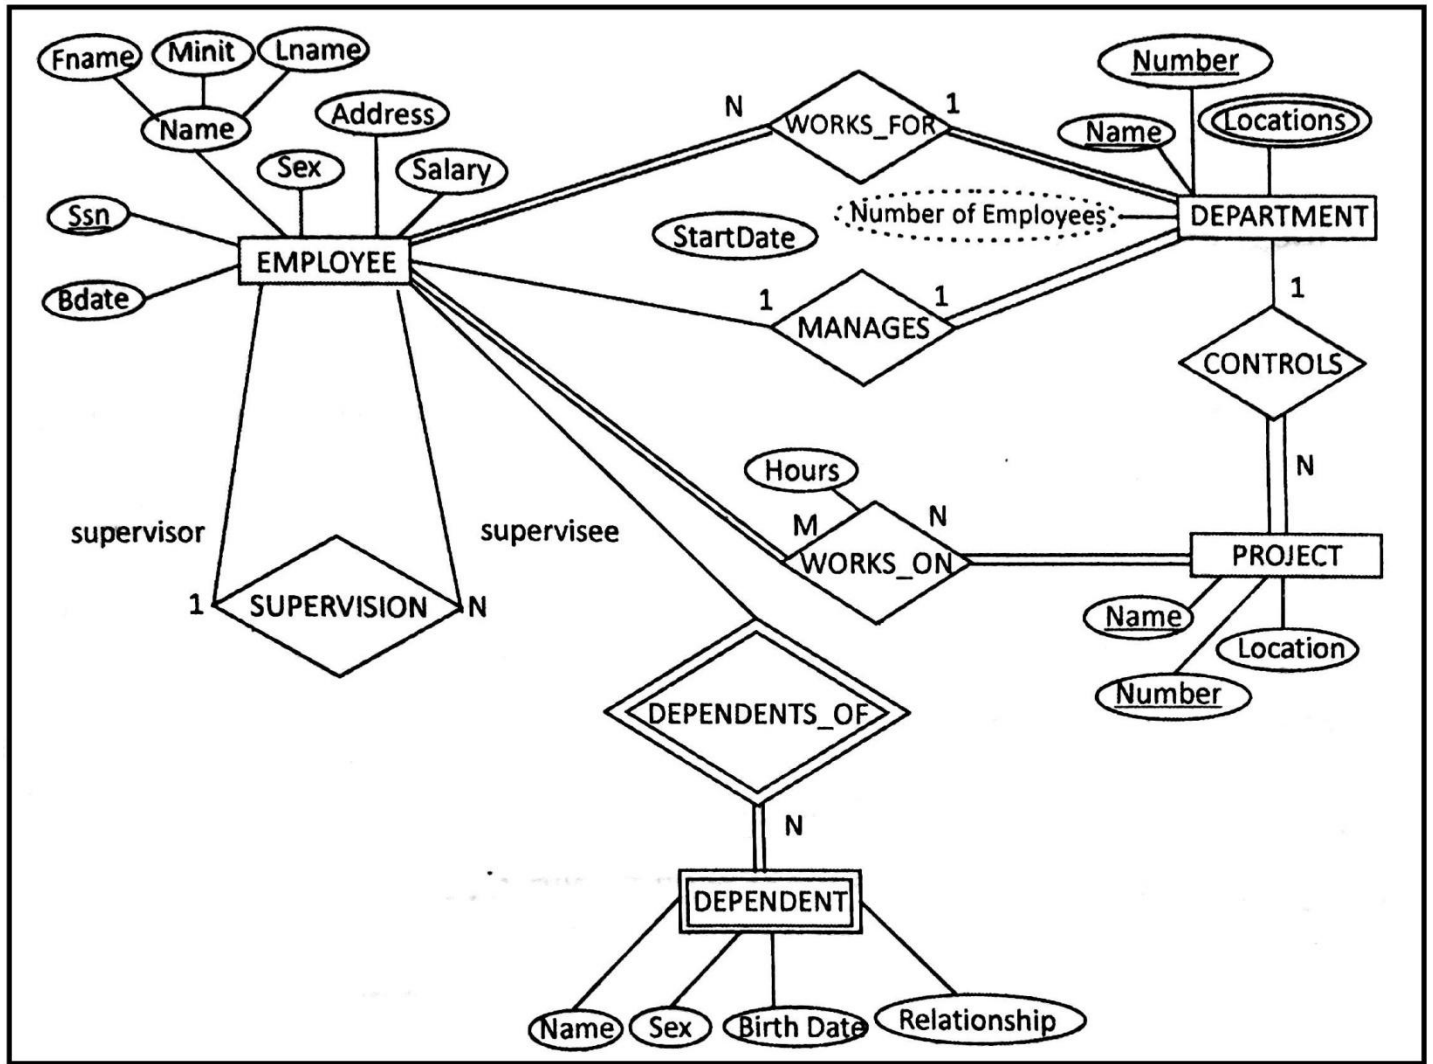 Fname
Minit
Lname
Name
Address
Sex
Salary
Ssn
Bdate
EMPLOYEE
N
WORKS_FOR
1
Number
Name
Locations
Number of Employees
DEPARTMENT
StartDate
1
MANAGES
1
1
CONTROLS
N
Hours
M
WORKS_ON
N
PROJECT
Name
Number
Location
supervisor
supervisee
1
SUPERVISION
N
DEPENDENTS_OF
N
DEPENDENT
Name
Sex
Birth Date
Relationship